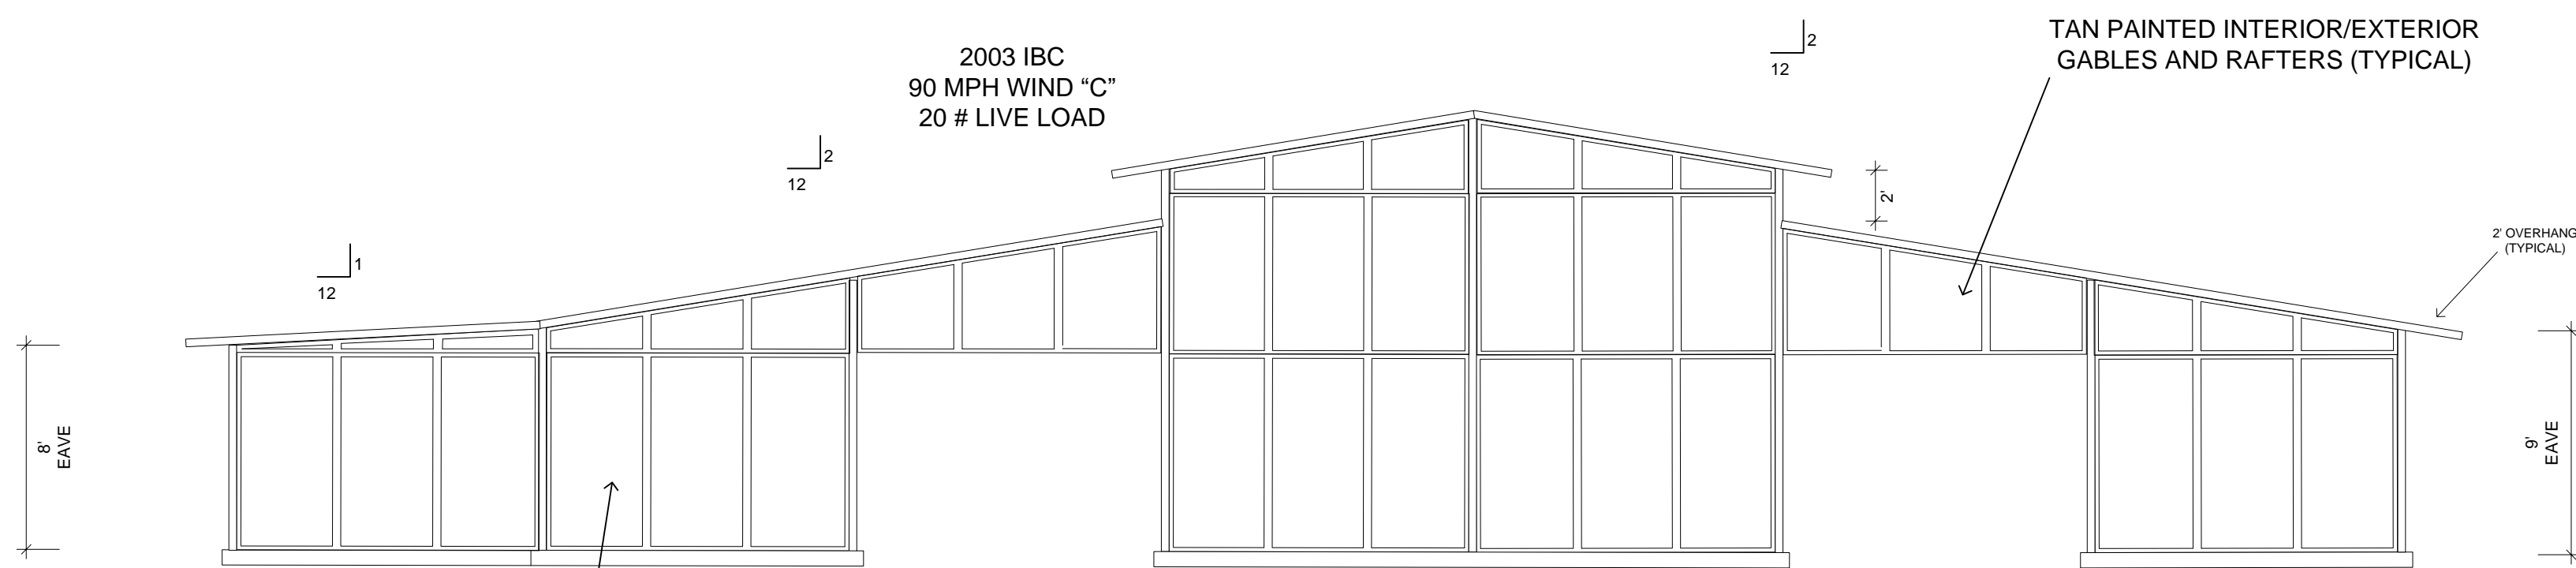 2003 IBC
90 MPH WIND “C”
20 # LIVE LOAD
2
12
TAN PAINTED INTERIOR/EXTERIOR
GABLES AND RAFTERS (TYPICAL)
2
12
1
12
2'
2' OVERHANG
(TYPICAL)
8'
EAVE
9'
EAVE